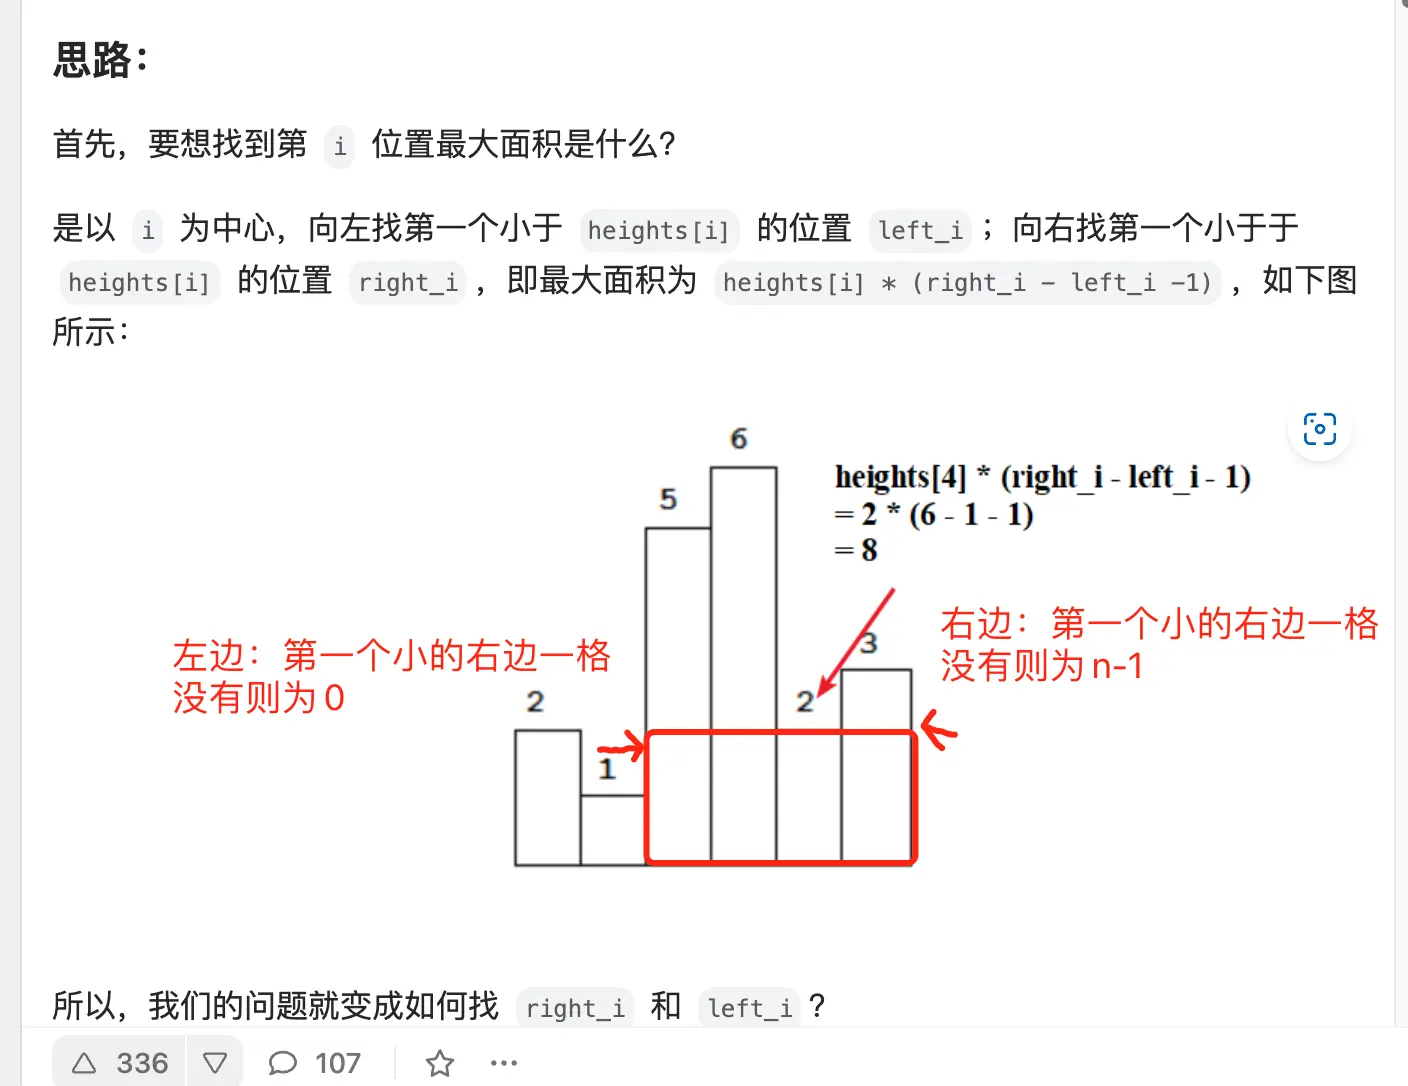 思路：
首先，要想找到第 i 位置最大面积是什么？
是以 i 为中心，向左找第一个小于 heights[i] 的位置 left_i；向右找第一个小于于
heights[i] 的位置 right_i，即最大面积为 heights[i] * (right_i - left_i -1)，如下图
所示：
6
5
heights[4] * (right_i - left_i - 1)
= 2 * (6 - 1 - 1)
= 8
左边：第一个小的右边一格
没有则为0
右边：第一个小的右边一格
没有则为n-1
3
2
2
1
所以，我们的问题就变成如何找 right_i 和 left_i？
336
107